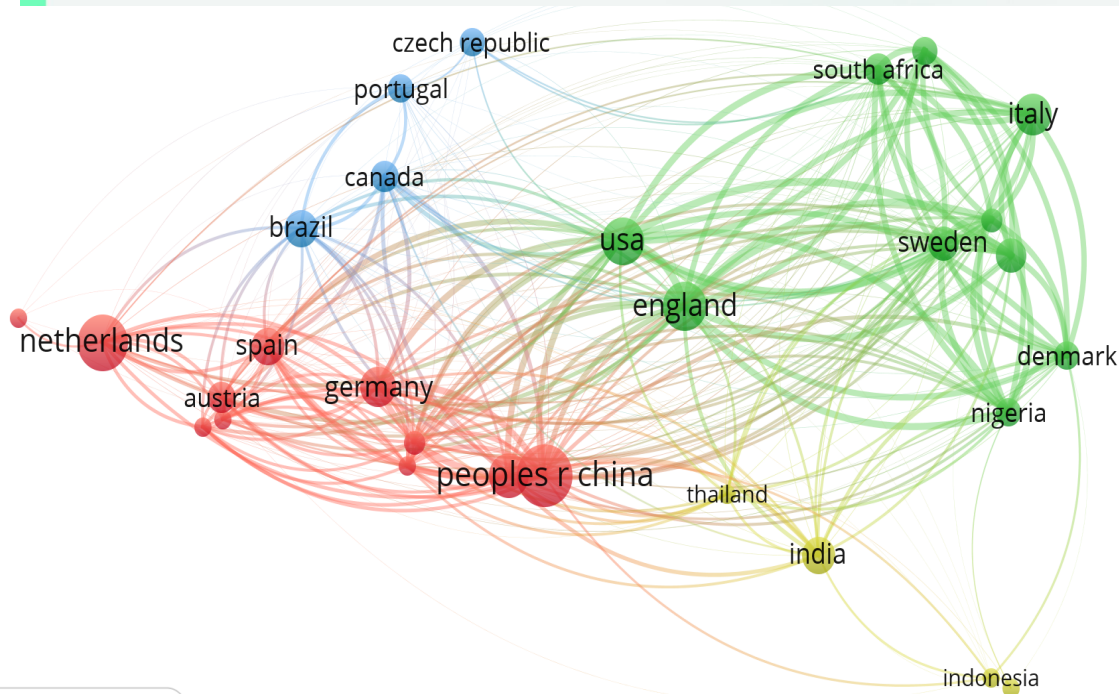 czech republic
south africa
portugal
italy
canada
brazil
usa
sweden
england
netherlands
spain
denmark
germany
austria
nigeria
peoples r china
thailand
india
indonesia